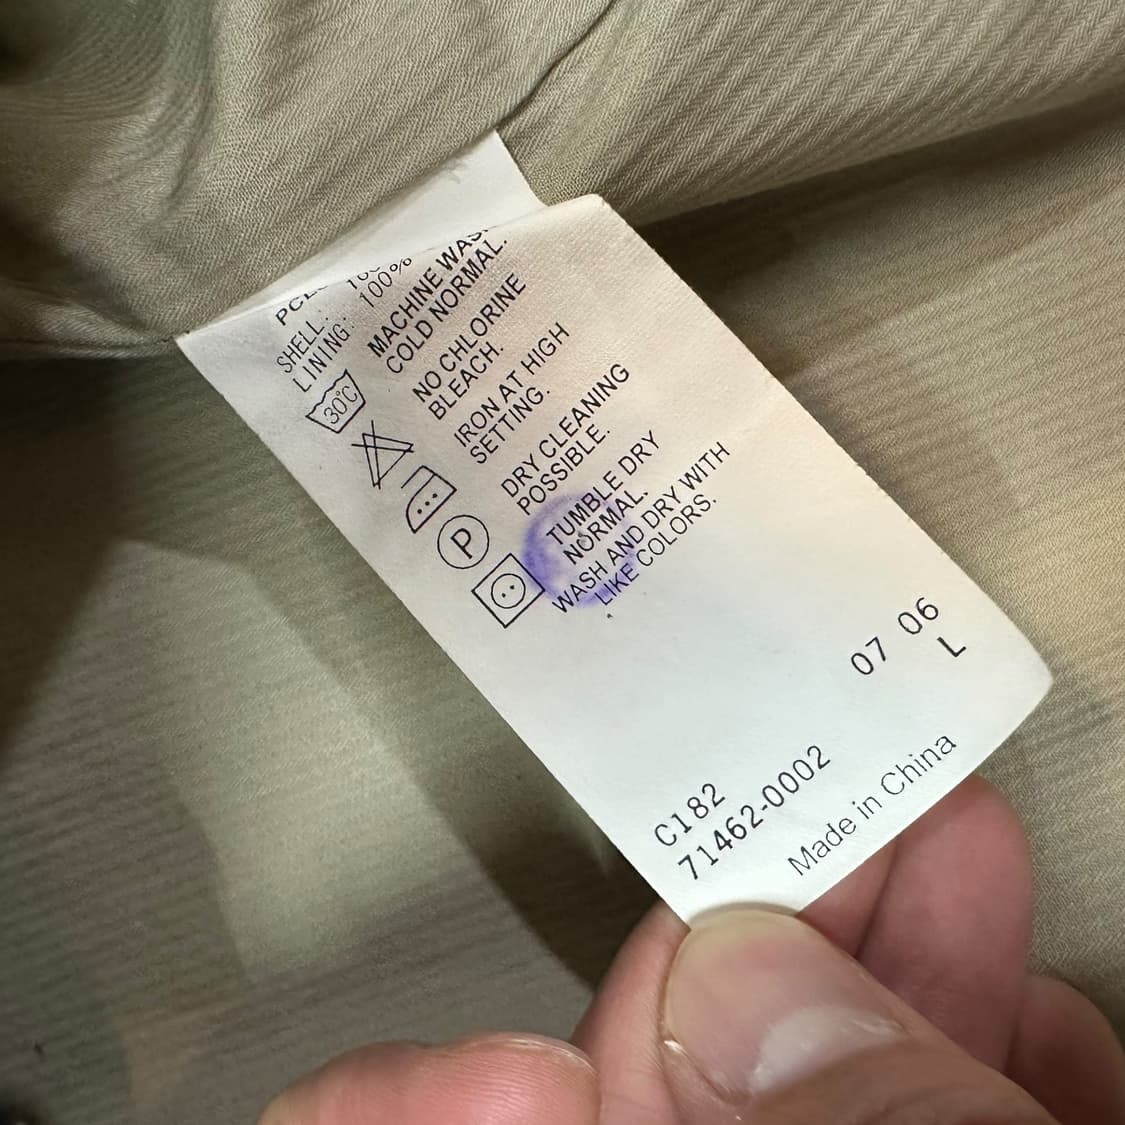 SHELL:
LINING: 100%
MACHINE WASH
COLD NORMAL.
NO CHLORINE
BLEACH.
IRON AT HIGH
SETTING.
DRY CLEANING
POSSIBLE.
TUMBLE DRY
NORMAL.
WASH AND DRY WITH
LIKE COLORS.
30°C
P
07 06
L
C182
71462-0002
Made in China